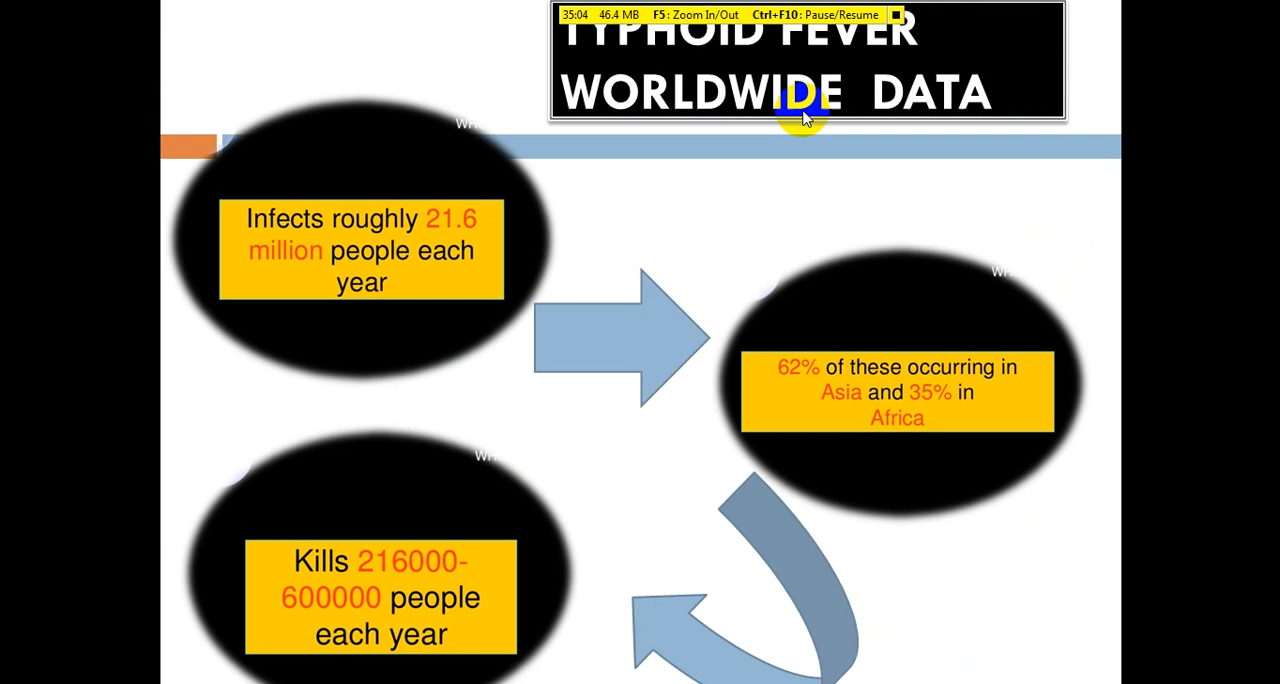 35:04 46.4 MB F5: Zoom In/Out Ctrl+F10: Pause/Resume
TYPHOID FEVER
WORLDWIDE DATA
Infects roughly 21.6
million people each
year
62% of these occurring in
Asia and 35% in
Africa
Kills 216000-
600000 people
each year